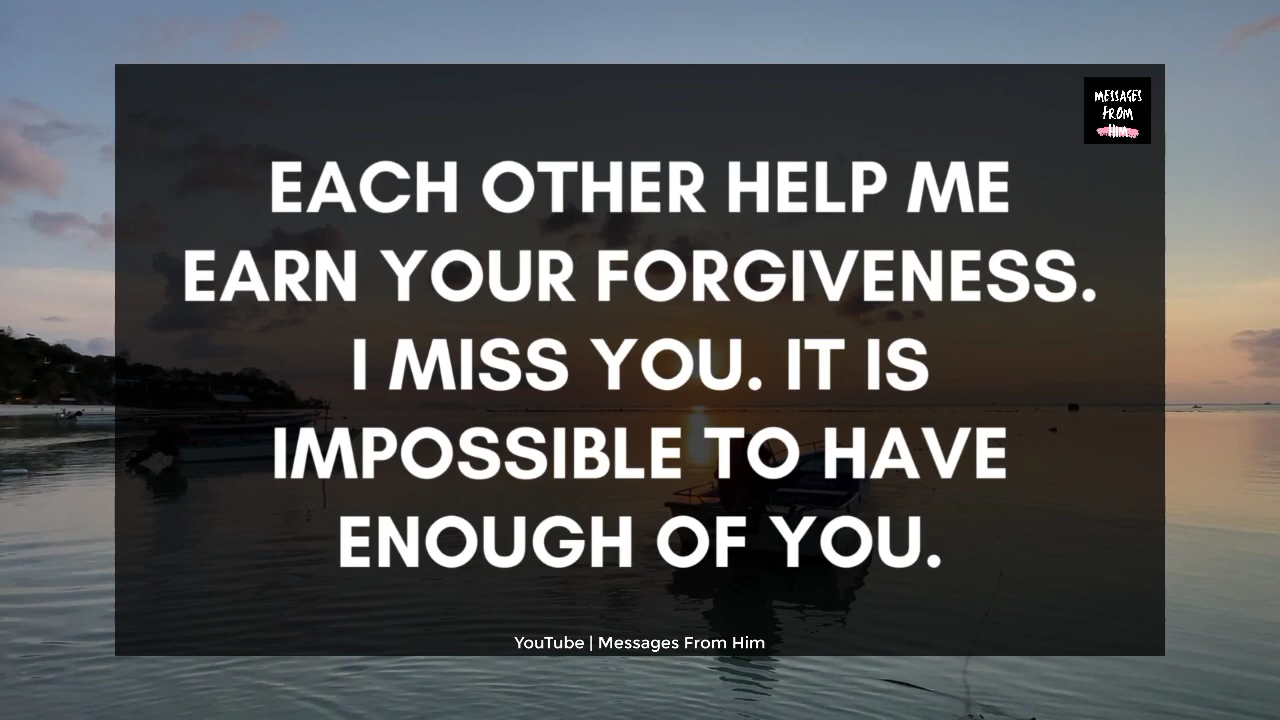 MESSAGES
FROM
HIM
EACH OTHER HELP ME
EARN YOUR FORGIVENESS.
I MISS YOU. IT IS
IMPOSSIBLE TO HAVE
ENOUGH OF YOU.
YouTube | Messages From Him